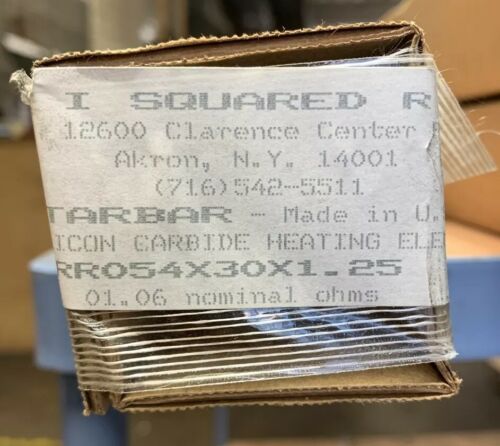 I SQUARED R
12600 Clarence Center
Akron, N.Y. 14001
(716)542-5511
TARBAR - Made in U.
ICON CARBIDE HEATING ELE
RR054X30X1.25
01.06 nominal ohms